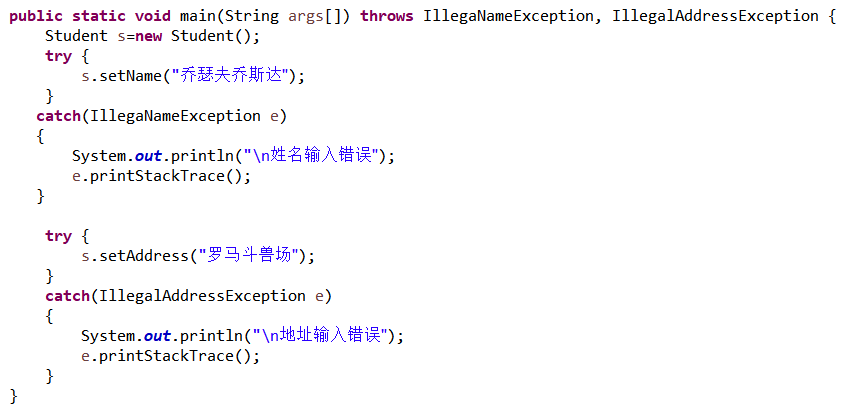 public static void main(String args[]) throws IllegaNameException, IllegalAddressException {
Student s=new Student();
try {
s.setName("乔瑟夫乔斯达");
}
catch(IllegaNameException e)
{
System.out.println("\n姓名输入错误");
e.printStackTrace();
}
try {
s.setAddress("罗马斗兽场");
}
catch(IllegalAddressException e)
{
System.out.println("\n地址输入错误");
e.printStackTrace();
}
}